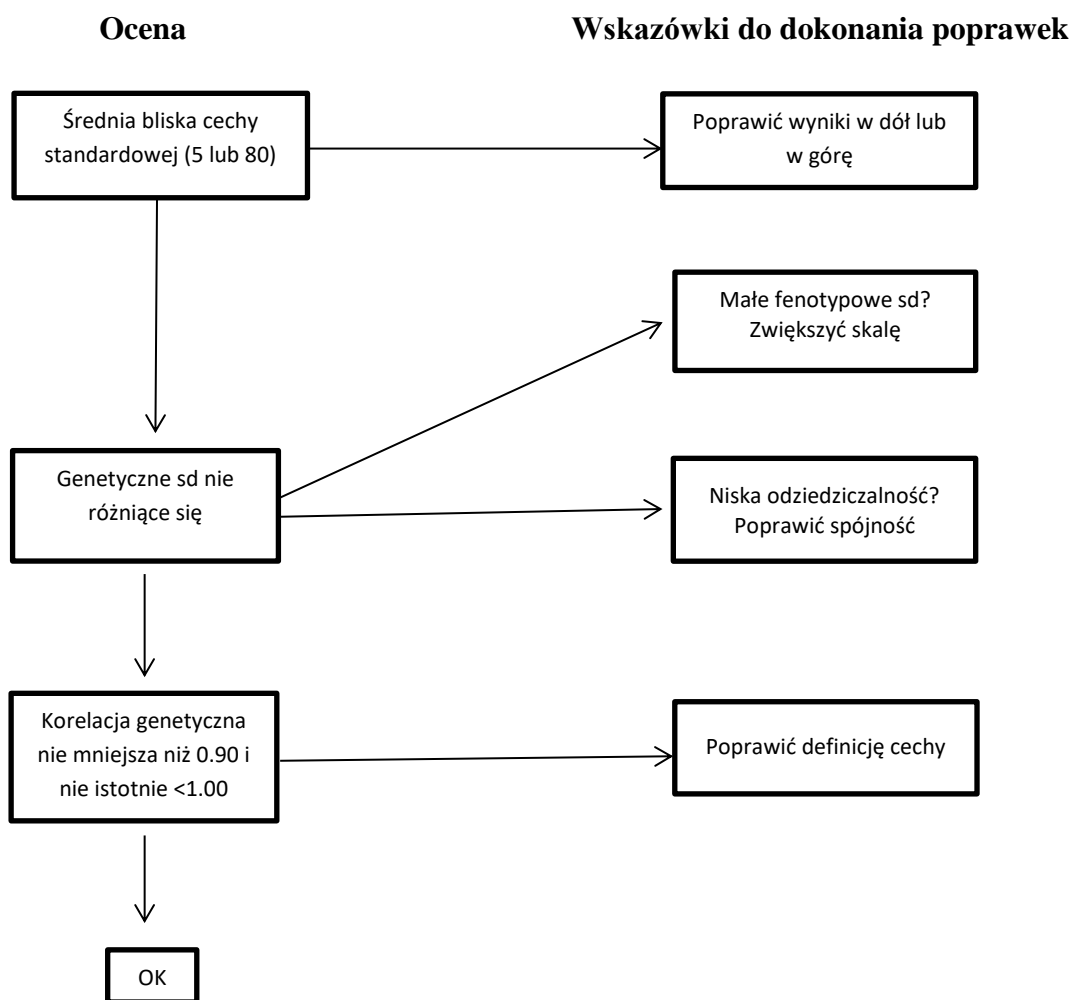 Ocena
Wskazówki do dokonania poprawek
Średnia bliska cechy
standardowej (5 lub 80)
Poprawić wyniki w dół lub
w górę
Małe fenotypowe sd?
Zwiększyć skalę
Genetyczne sd nie
różniące się
Niska odziedziczalność?
Poprawić spójność
Korelacja genetyczna
nie mniejsza niż 0.90 i
nie istotnie <1.00
Poprawić definicję cechy
OK